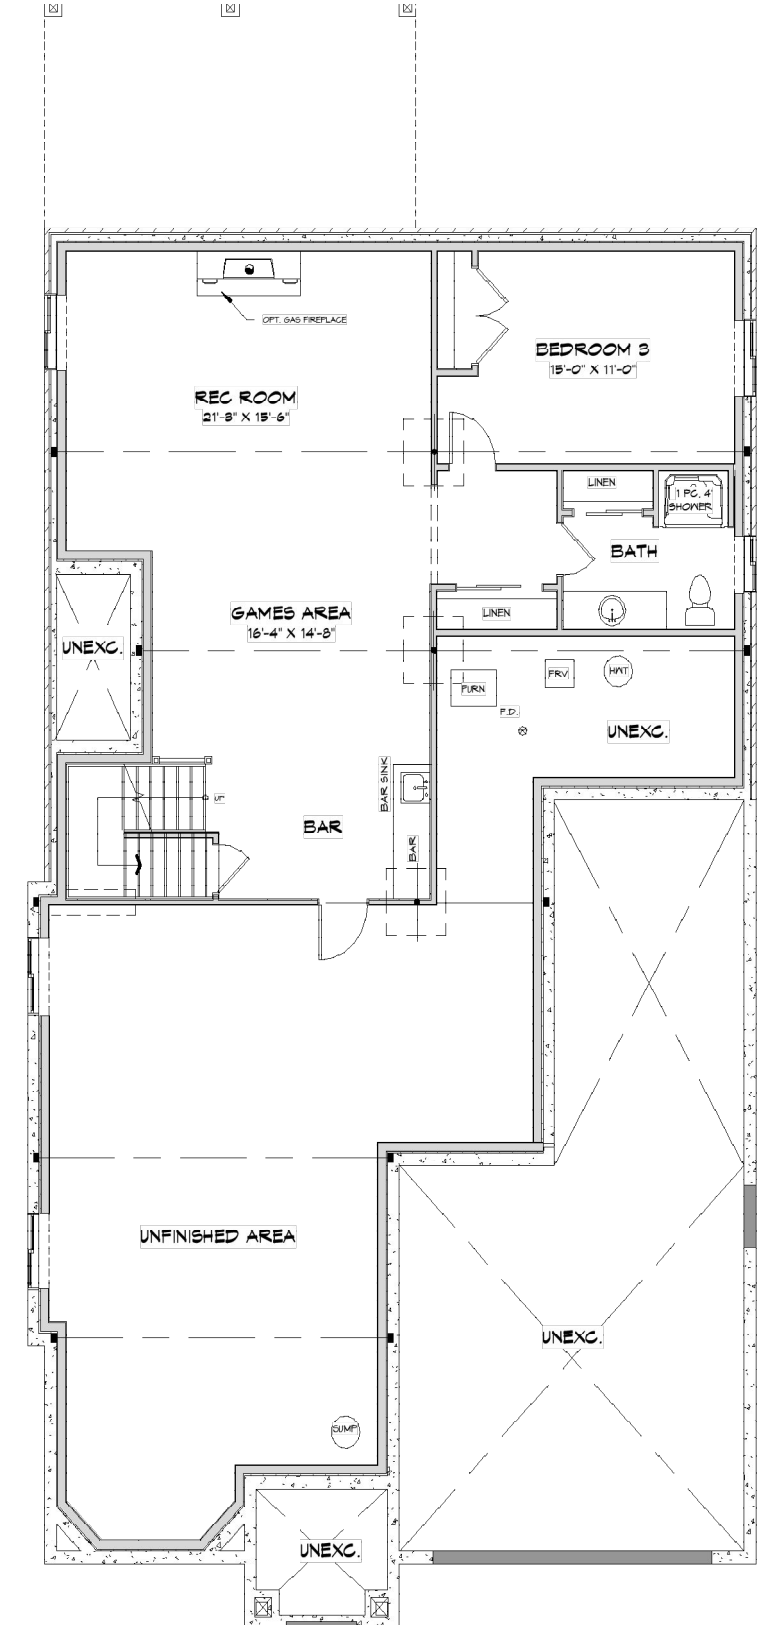 OPT. GAS FIREPLACE
BEDROOM 3
15'-0" X 11'-0"
REC ROOM
21'-8" X 15'-6"
LINEN
1 PC. 4'
SHOWER
BATH
GAMES AREA
16'-4" X 14'-8"
LINEN
UNEXC.
FURN
FRV
HWT
F.D.
UNEXC.
BAR SINK
UP
BAR
BAR
UNFINISHED AREA
UNEXC.
SUMP
UNEXC.